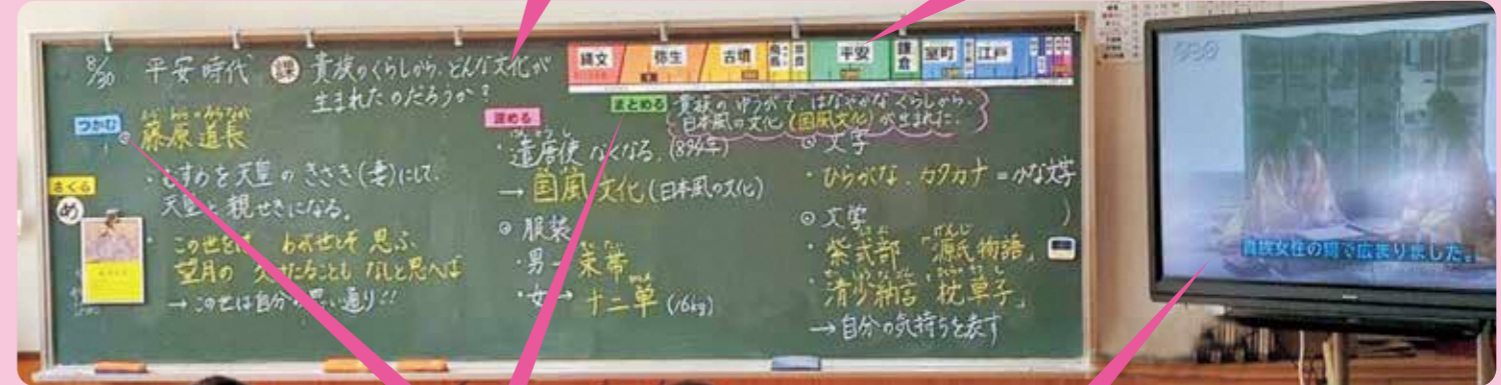 8/30 平安時代 課 貴族のくらしから、どんな文化が
生まれたのだろうか？
縄文 弥生 古墳 飛鳥 奈良 平安 鎌倉 室町 江戸
つかむ
藤原道長
・むすめを天皇のきさき(妻)にして、
天皇と親せきになる。
さぐる
め
この世をば わが世とぞ 思ふ
望月の 欠けたることも なしと思へば
→この世は自分の思い通り!!
深める
・遣唐使 なくなる。(894年)
→国風文化(日本風の文化)
◎服装
・男→束帯
・女→十二単(16kg)
まとめる
貴族のゆうがで、はなやかなくらしから、
日本風の文化(国風文化)が生まれた。
◎文字
・ひらがな、カタカナ=かな文字
◎文学
・紫式部「源氏物語」
・清少納言「枕草子」
→自分の気持ちを表す
貴族女性の間で広まりました。